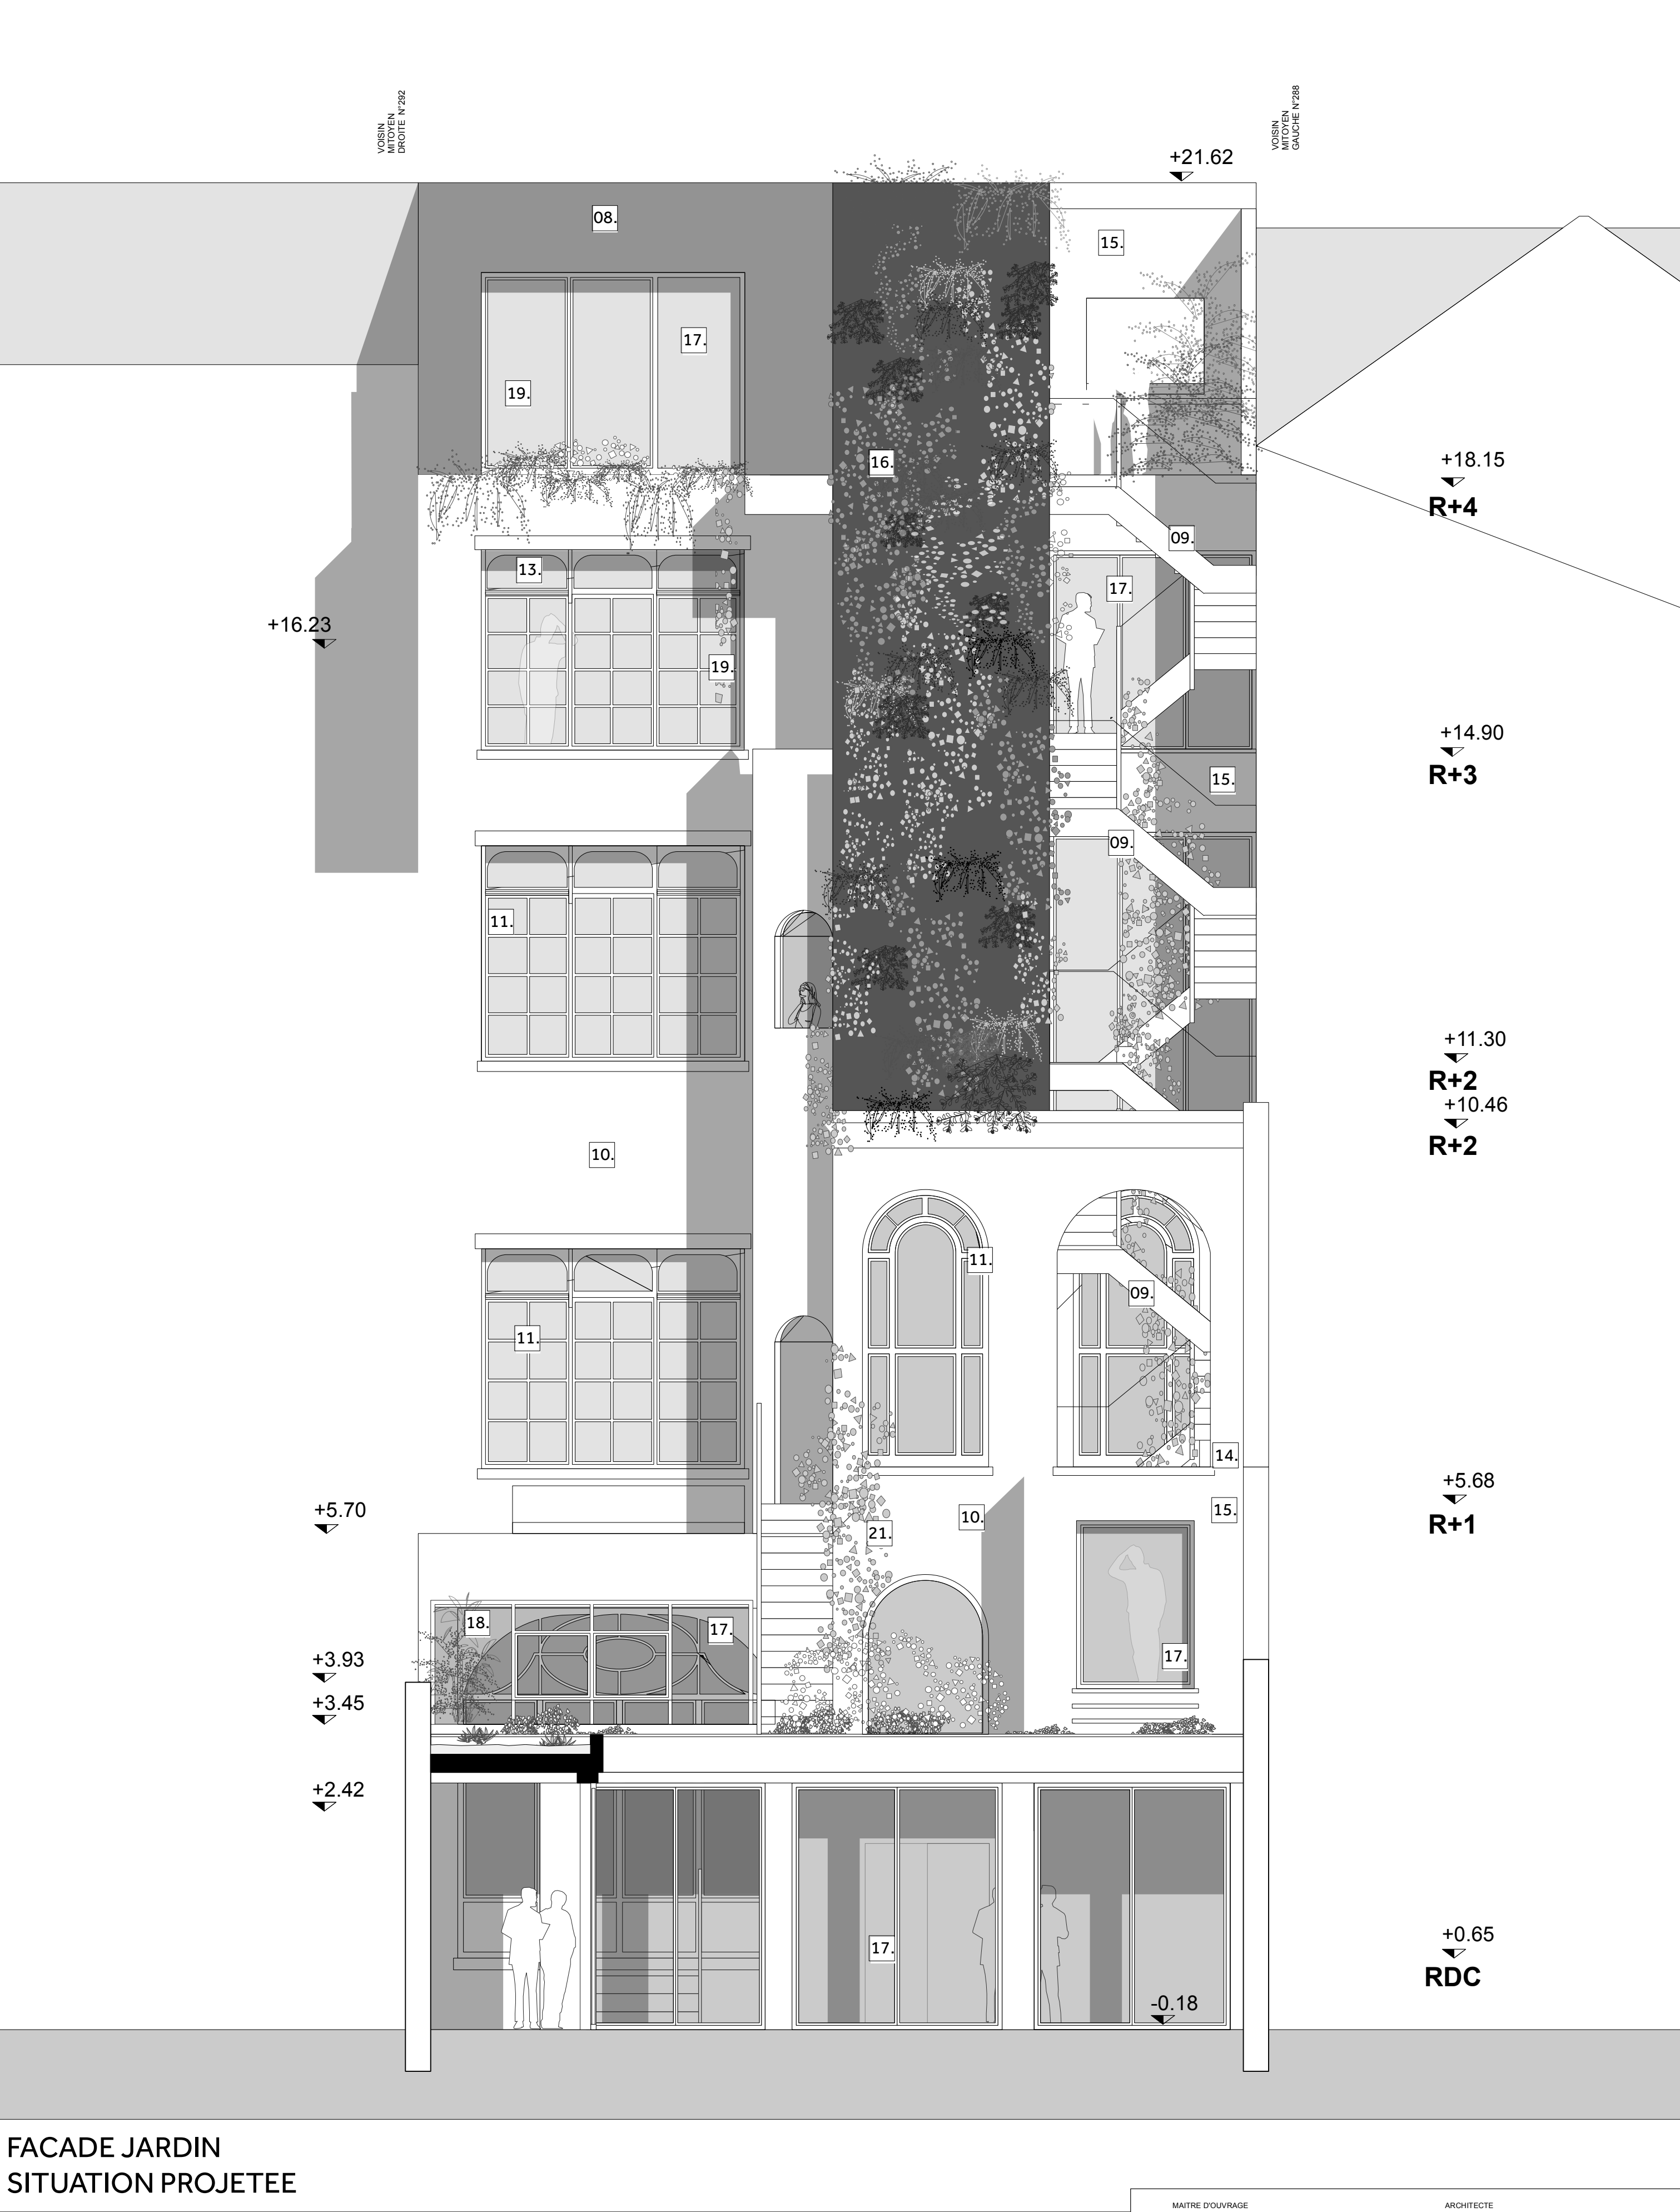 VOISIN
MITOYEN
DROITE N°292
VOISIN
MITOYEN
GAUCHE N°288
+21.62
08.
15.
17.
19.
16.
+18.15
R+4
09.
13.
17.
+16.23
19.
+14.90
R+3
15.
09.
11.
+11.30
R+2
+10.46
R+2
10.
11.
09.
11.
14.
+5.68
R+1
+5.70
15.
10.
21.
18.
17.
17.
+3.93
+3.45
+2.42
17.
+0.65
RDC
-0.18
FACADE JARDIN
SITUATION PROJETEE
MAITRE D'OUVRAGE
ARCHITECTE